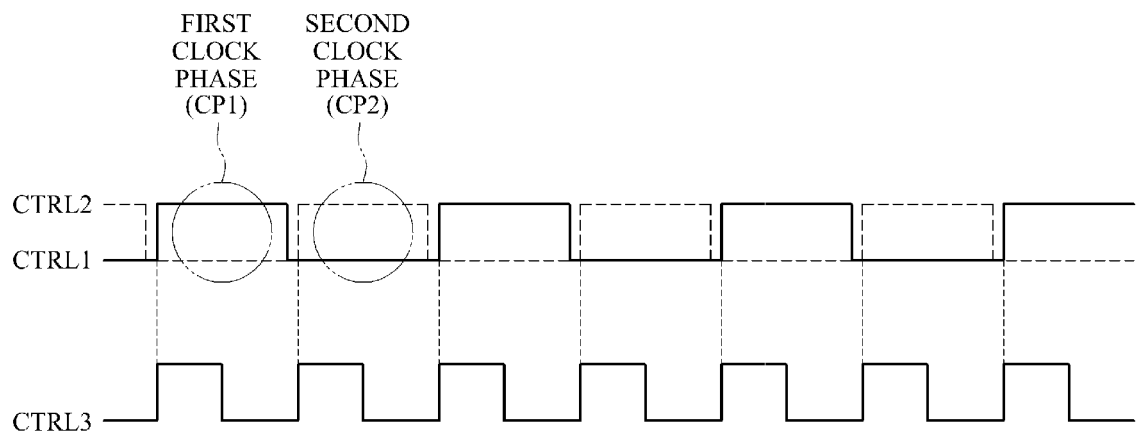 FIRST
CLOCK
PHASE
(CP1)
SECOND
CLOCK
PHASE
(CP2)
CTRL2
CTRL1
CTRL3